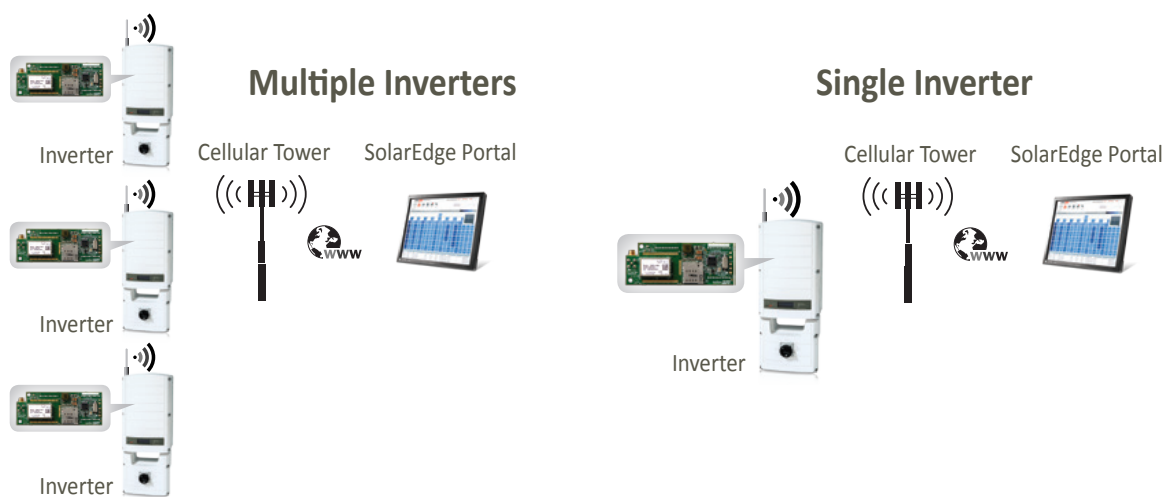 Multiple Inverters
Inverter
Cellular Tower
SolarEdge Portal
www
Inverter
Inverter
Single Inverter
Cellular Tower
SolarEdge Portal
www
Inverter